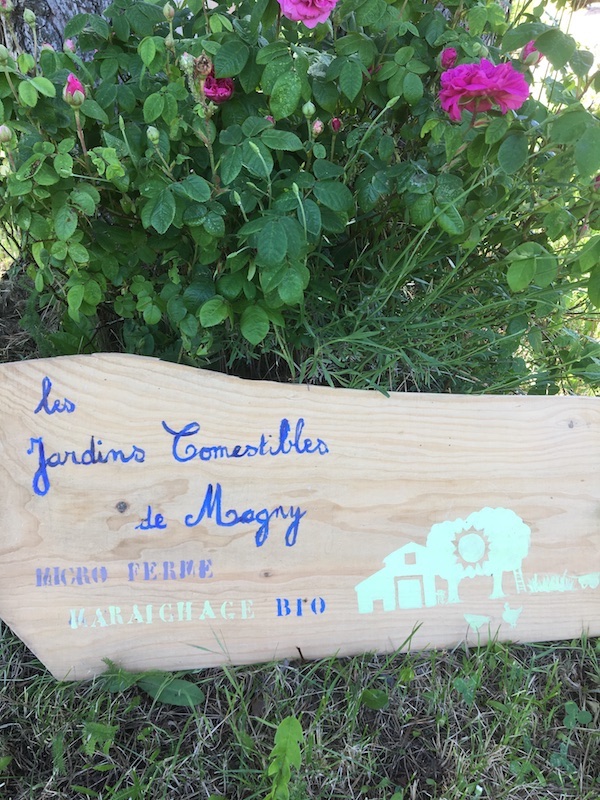 les
Jardins Comestibles
de Magny
MICRO FERME
MARAICHAGE BIO